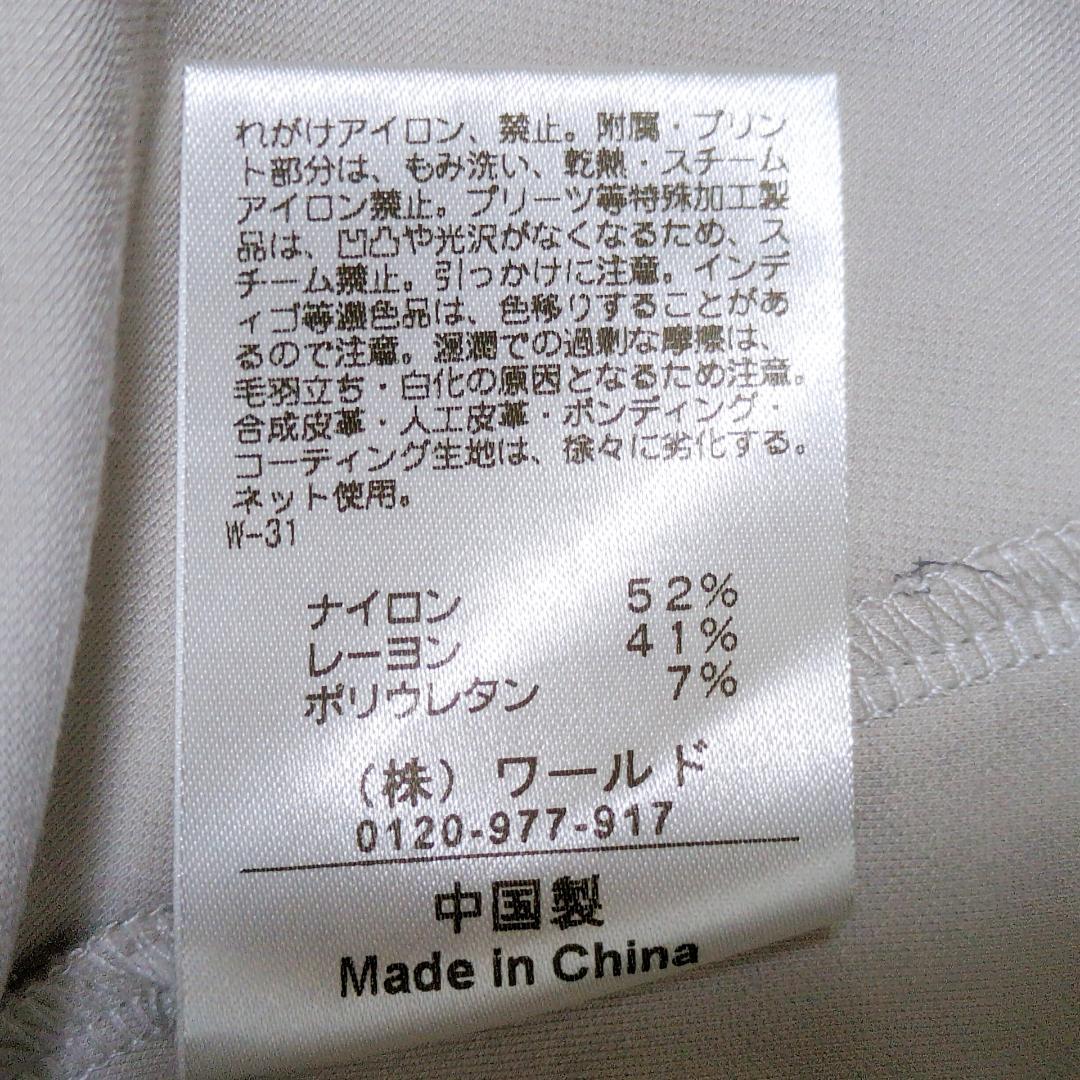 れがけアイロン、禁止。附属・プリン
ト部分は、もみ洗い、乾熱・スチーム
アイロン禁止。プリーツ等特殊加工製
品は、凹凸や光沢がなくなるため、ス
チーム禁止。引っかけに注意。インデ
ィゴ等濃色品は、色移りすることがあ
るので注意。湿潤での過剰な摩擦は、
毛羽立ち・白化の原因となるため注意。
合成皮革・人工皮革・ボンディング・
コーティング生地は、徐々に劣化する。
ネット使用。
W-31
ナイロン 52%
レーヨン 41%
ポリウレタン 7%
(株) ワールド
0120-977-917
中国製
Made in China